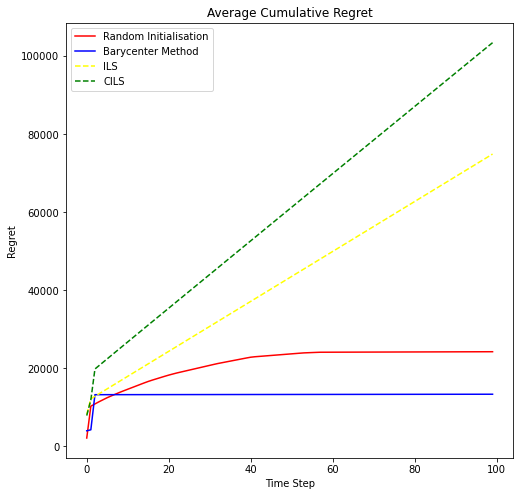 Average Cumulative Regret
Random Initialisation
Barycenter Method
ILS
CILS
100000
80000
60000
40000
20000
0
Regret
0 20 40 60 80 100
Time Step